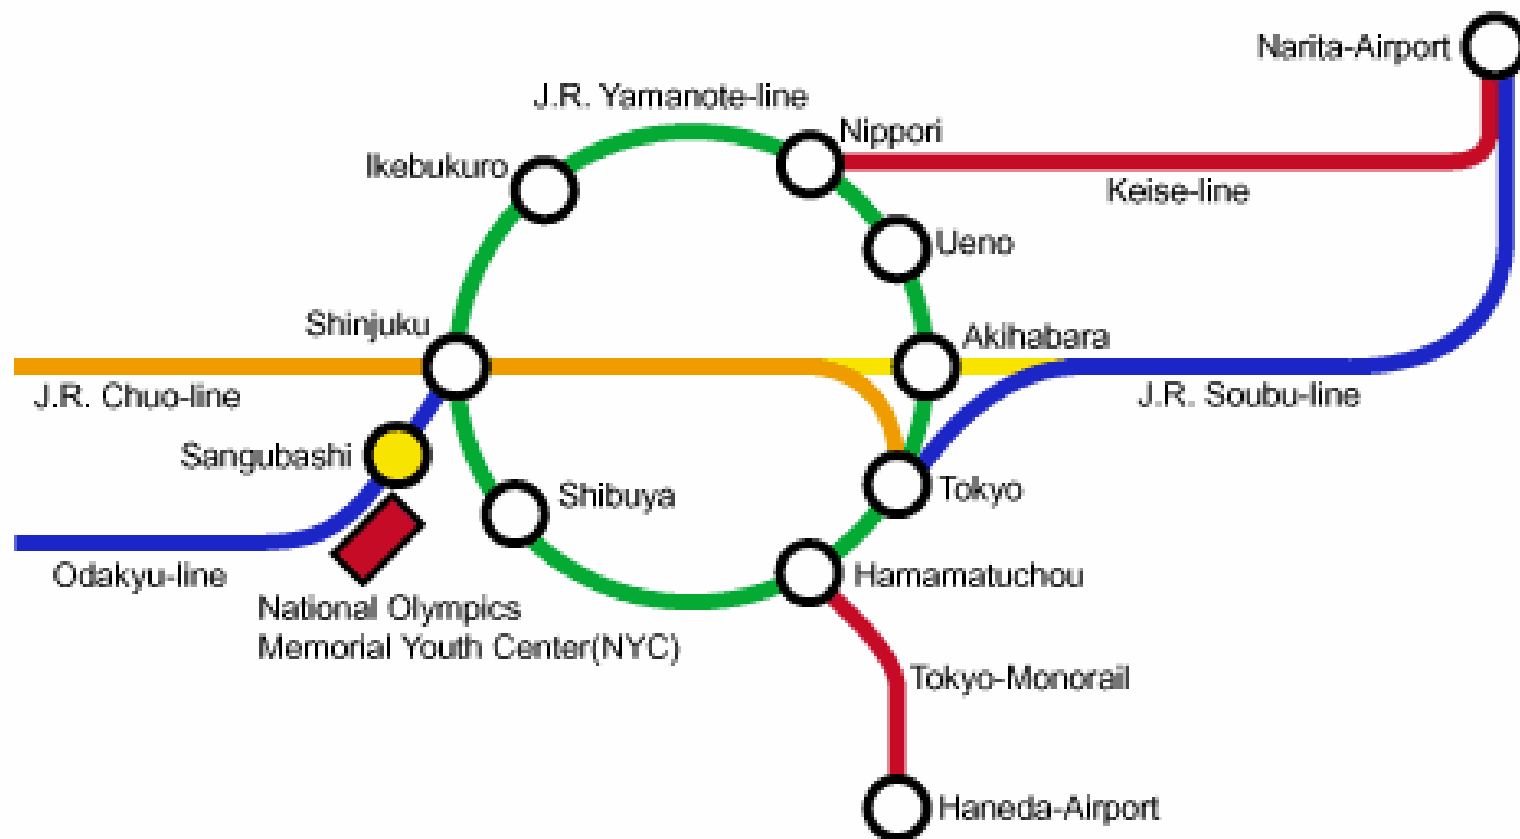 Narita-Airport
J.R. Yamanote-line
Nippori
Ikebukuro
Keise-line
Ueno
Shinjuku
Akihabara
J.R. Chuo-line
J.R. Soubu-line
Sangubashi
Shibuya
Tokyo
Odakyu-line
Hamamatuchou
National Olympics
Memorial Youth Center(NYC)
Tokyo-Monorail
Haneda-Airport